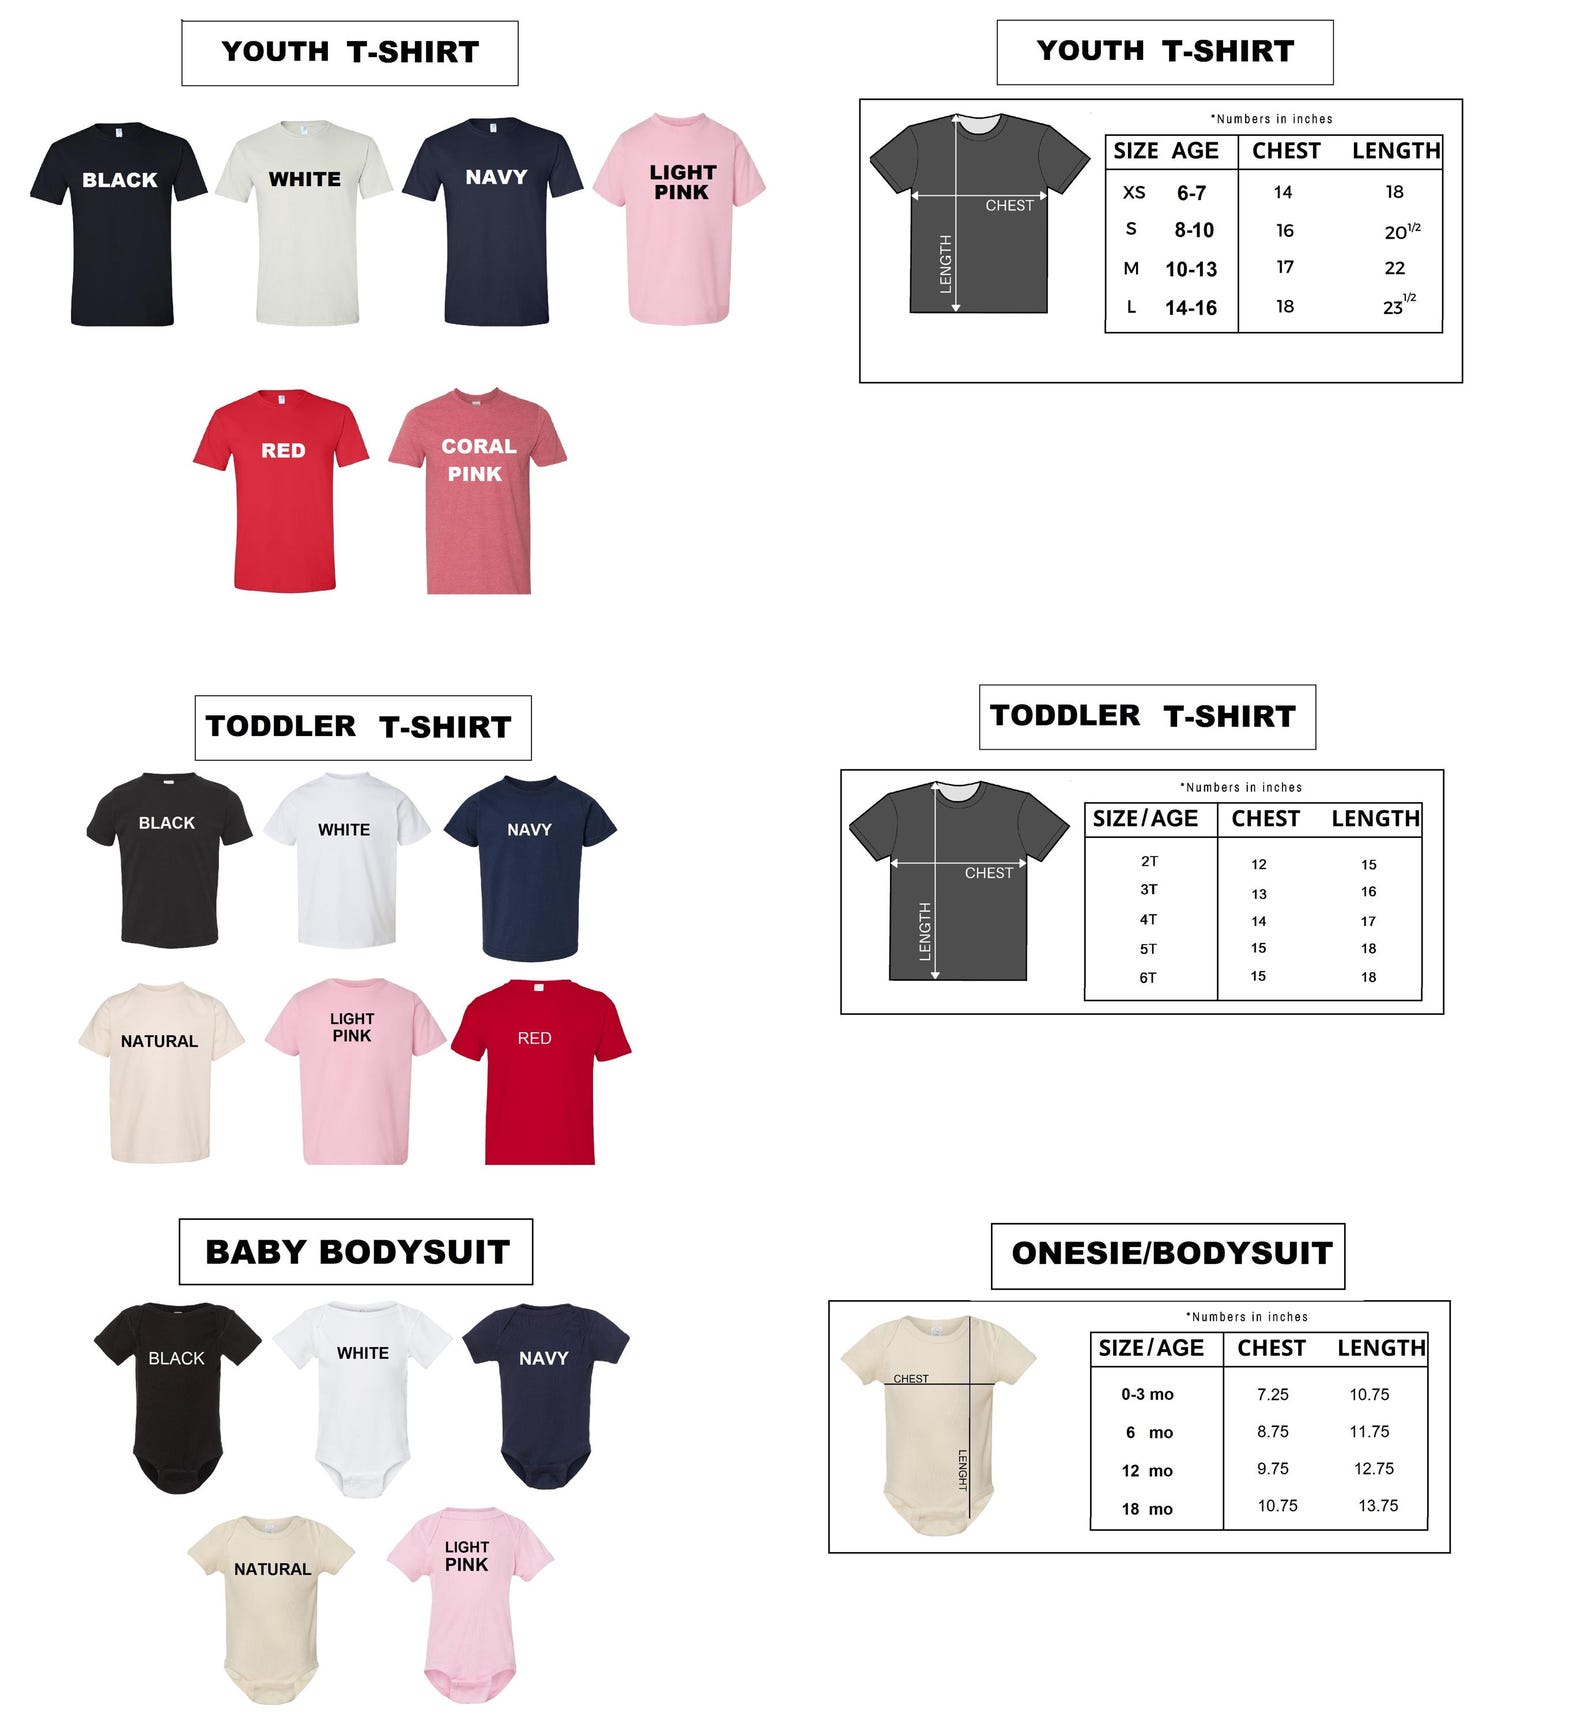 YOUTH T-SHIRT
BLACK
WHITE
NAVY
LIGHT
PINK
RED
CORAL
PINK
YOUTH T-SHIRT
*Numbers in inches
SIZE AGE CHEST LENGTH
XS 6-7 14 18
S 8-10 16 20 1/2
M 10-13 17 22
L 14-16 18 23 1/2
CHEST
LENGTH
TODDLER T-SHIRT
BLACK
WHITE
NAVY
NATURAL
LIGHT
PINK
RED
TODDLER T-SHIRT
*Numbers in inches
SIZE/AGE CHEST LENGTH
2T 12 15
3T 13 16
4T 14 17
5T 15 18
6T 15 18
CHEST
LENGTH
BABY BODYSUIT
BLACK
WHITE
NAVY
NATURAL
LIGHT
PINK
ONESIE/BODYSUIT
*Numbers in inches
SIZE/AGE CHEST LENGTH
0-3 mo 7.25 10.75
6 mo 8.75 11.75
12 mo 9.75 12.75
18 mo 10.75 13.75
CHEST
LENGHT